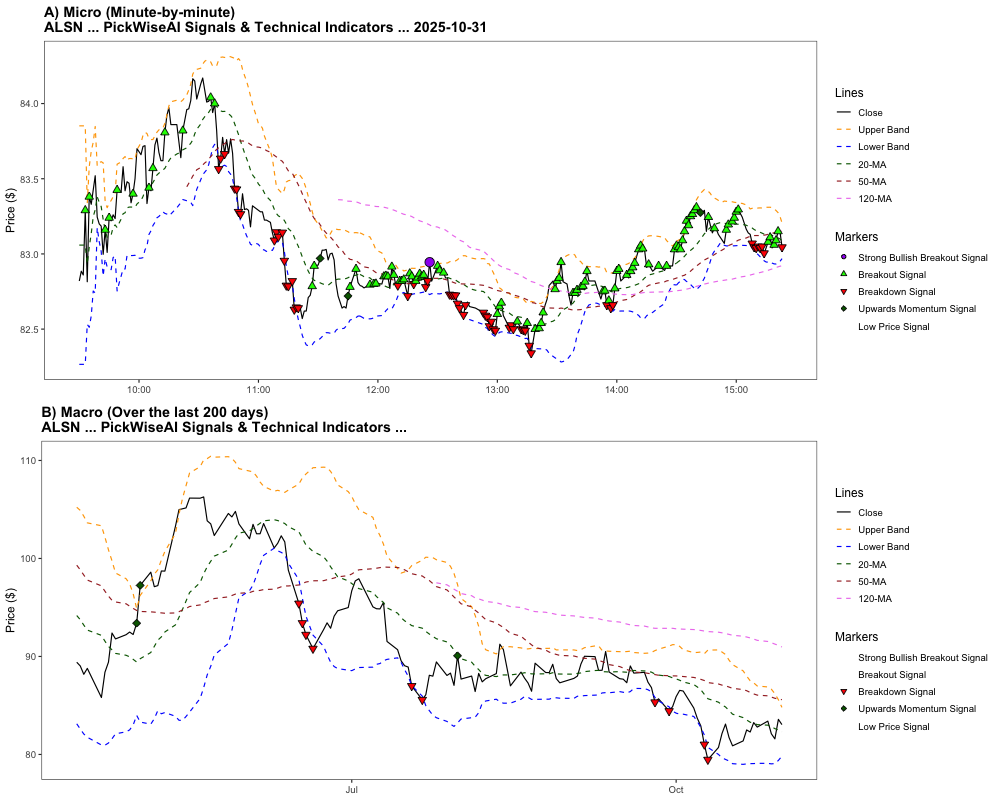 A) Micro (Minute-by-minute)
ALSN ... PickWiseAI Signals & Technical Indicators ... 2025-10-31
Price ($)
84.0
83.5
83.0
82.5
10:00
11:00
12:00
13:00
14:00
15:00
Lines
Close
Upper Band
Lower Band
20-MA
50-MA
120-MA
Markers
Strong Bullish Breakout Signal
Breakout Signal
Breakdown Signal
Upwards Momentum Signal
Low Price Signal
B) Macro (Over the last 200 days)
ALSN ... PickWiseAI Signals & Technical Indicators ...
Price ($)
110
100
90
80
Jul
Oct
Lines
Close
Upper Band
Lower Band
20-MA
50-MA
120-MA
Markers
Strong Bullish Breakout Signal
Breakout Signal
Breakdown Signal
Upwards Momentum Signal
Low Price Signal